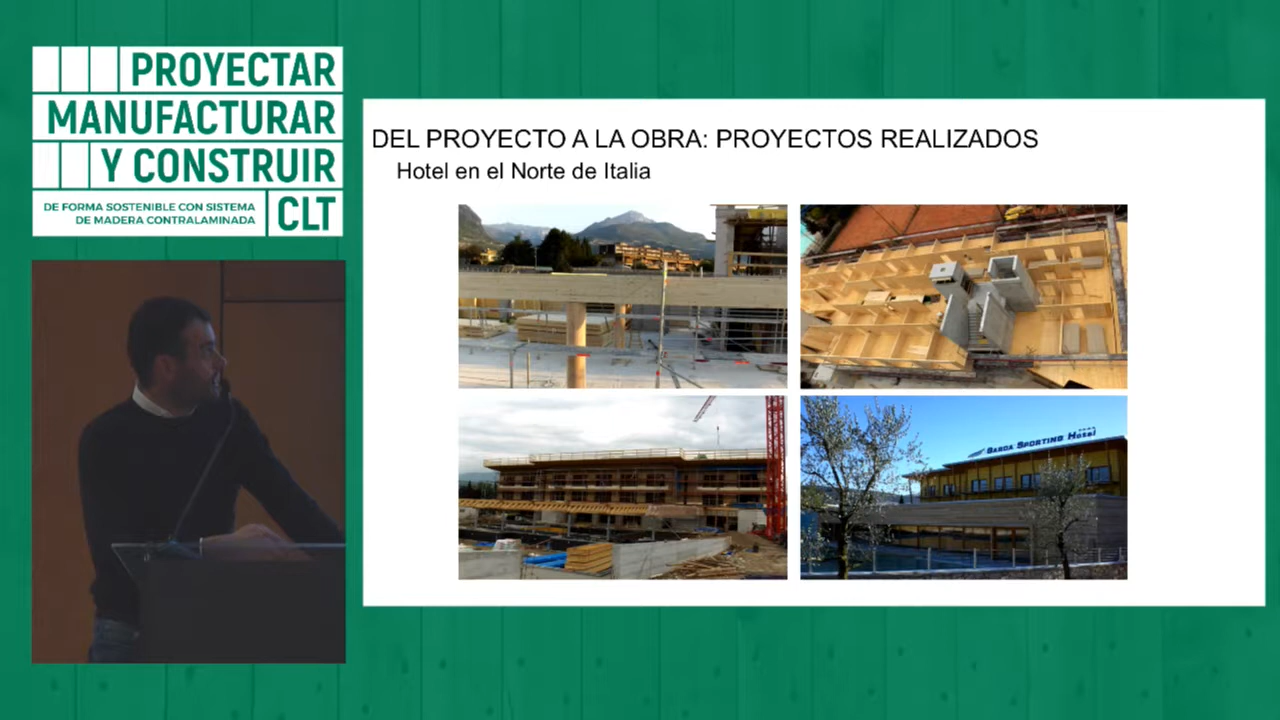 PROYECTAR
MANUFACTURAR
Y CONSTRUIR
DE FORMA SOSTENIBLE CON SISTEMA
DE MADERA CONTRALAMINADA
CLT
DEL PROYECTO A LA OBRA: PROYECTOS REALIZADOS
Hotel en el Norte de Italia
GARDA SPORTING Hotel